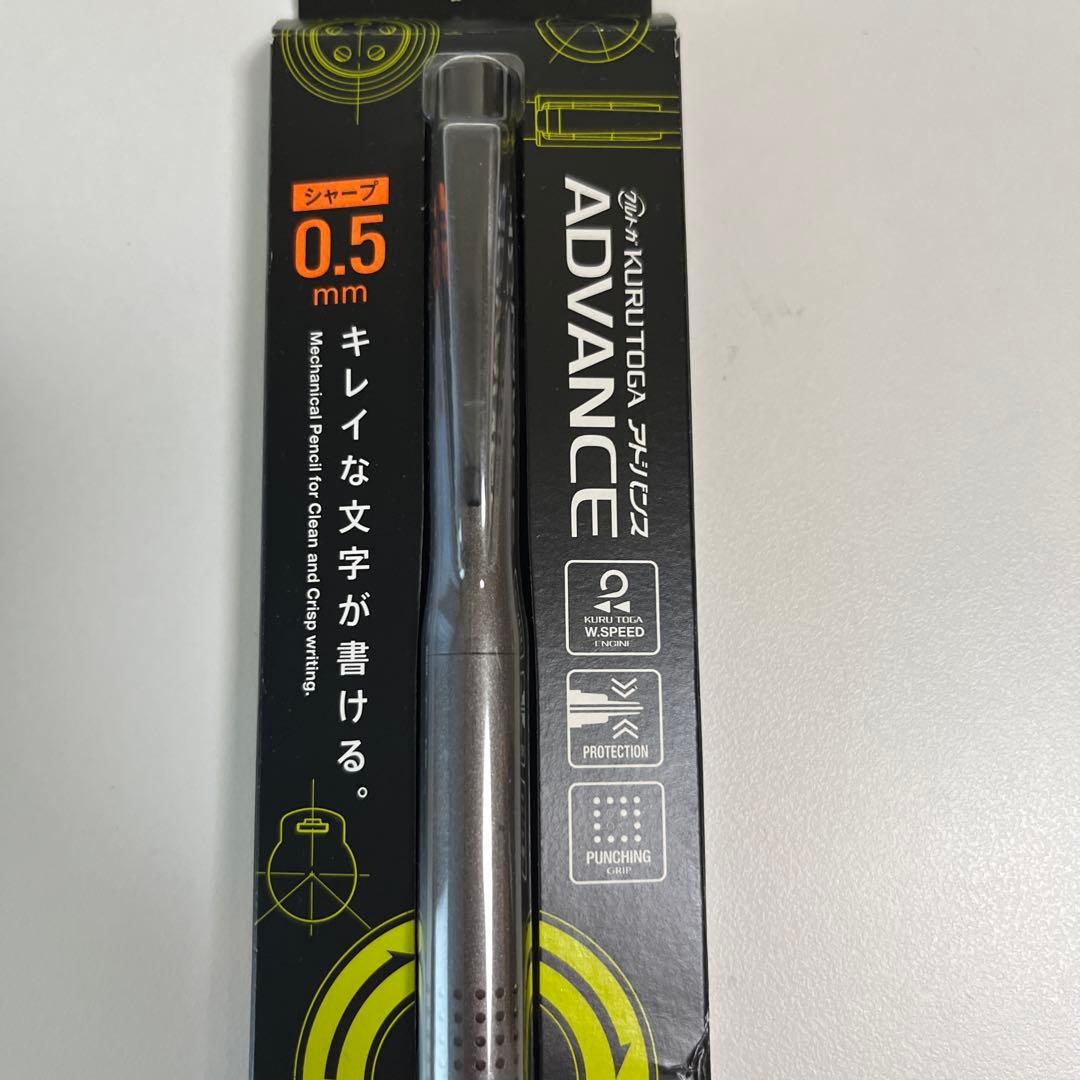 シャープ
0.5
mm
キレイな文字が書ける。
Mechanical Pencil for Clean and Crisp writing.
クルトガ KURUTOGA アドバンス
ADVANCE
KURU TOGA
W.SPEED
ENGINE
PROTECTION
PUNCHING
GRIP